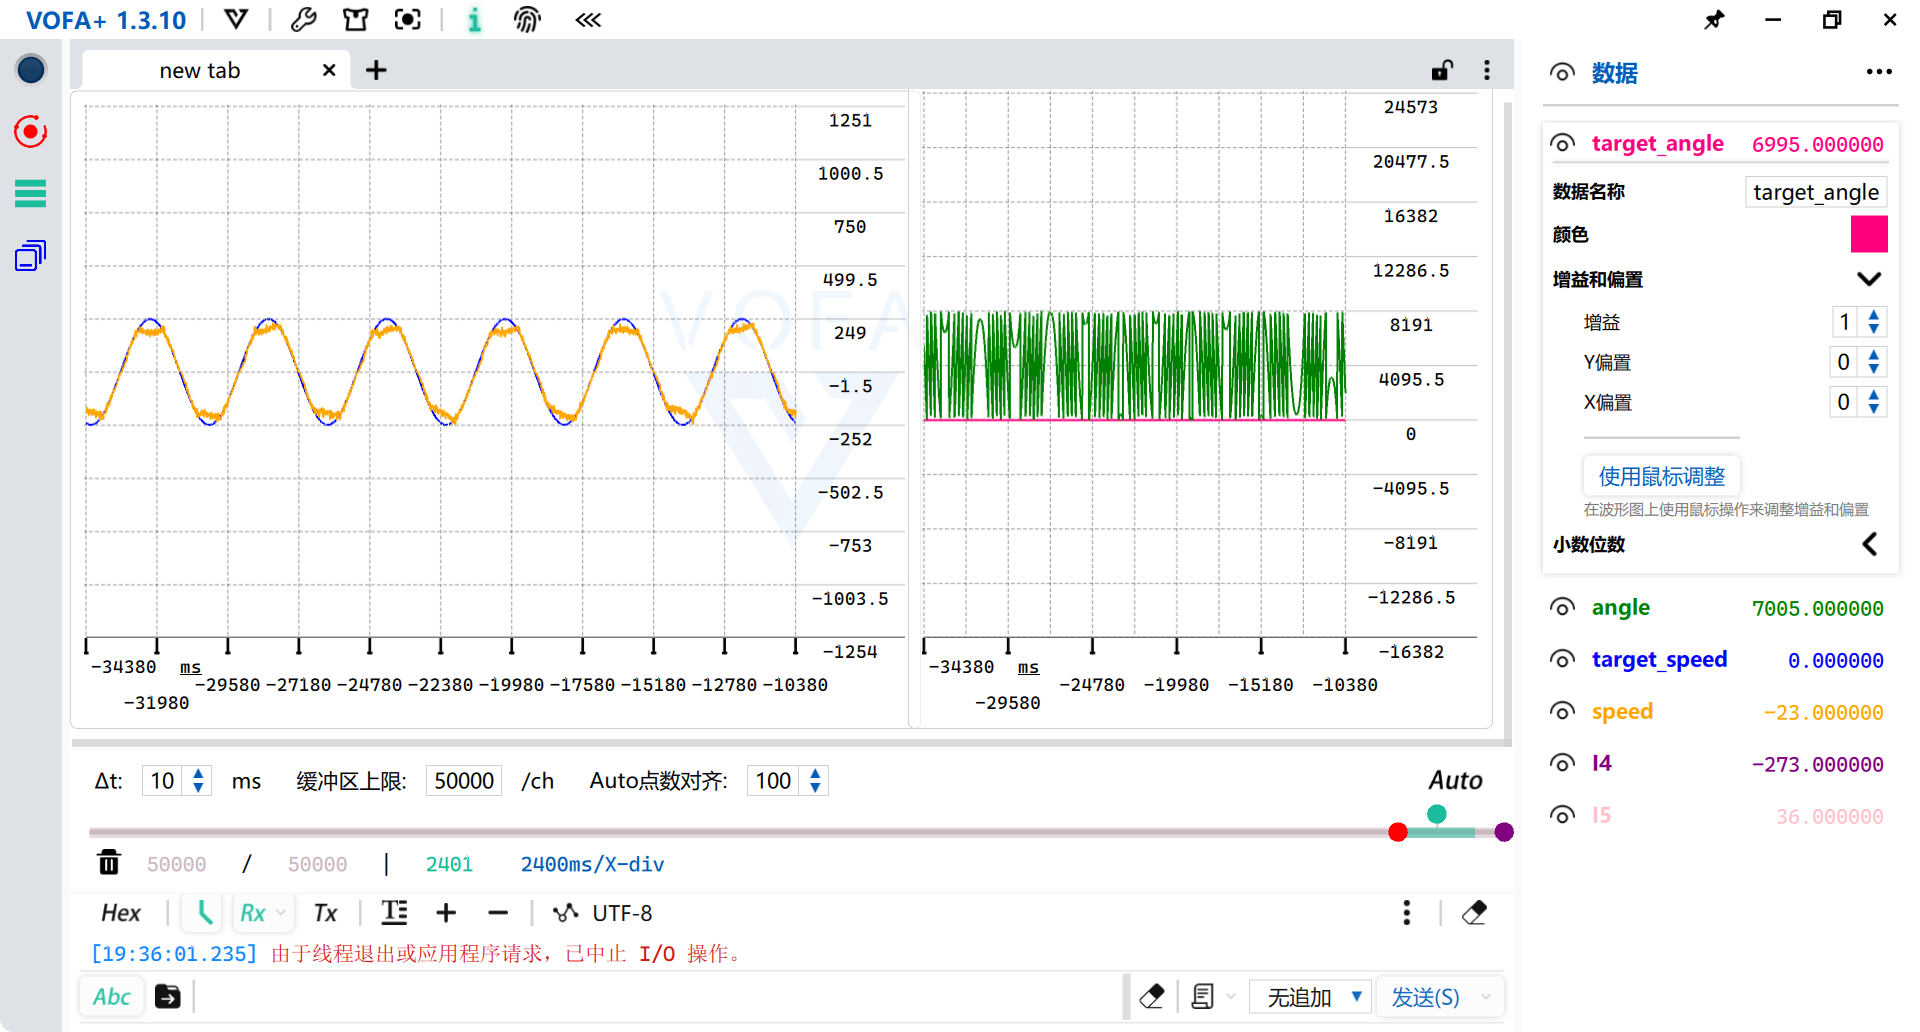 VOFA+ 1.3.10
new tab
数据
1251
1000.5
750
499.5
249
-1.5
-252
-502.5
-753
-1003.5
-1254
-34380 ms
-31980
-29580 -27180 -24780 -22380 -19980 -17580 -15180 -12780 -10380
VOFA
24573
20477.5
16382
12286.5
8191
4095.5
0
-4095.5
-8191
-12286.5
-16382
-34380 ms
-29580
-24780 -19980 -15180 -10380
target_angle 6995.000000
数据名称 target_angle
颜色
增益和偏置
增益 1
Y偏置 0
X偏置 0
使用鼠标调整
在波形图上使用鼠标操作来调整增益和偏置
小数位数
angle 7005.000000
target_speed 0.000000
speed -23.000000
I4 -273.000000
I5 36.000000
Δt: 10 ms 缓冲区上限: 50000 /ch Auto点数对齐: 100 Auto
50000 / 50000 | 2401 2400ms/X-div
Hex Rx Tx UTF-8
[19:36:01.235] 由于线程退出或应用程序请求，已中止 I/O 操作。
Abc 无追加 发送(S)